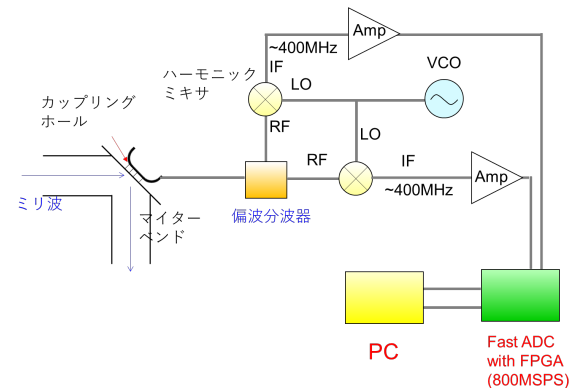 Amp
~400MHz
IF
VCO
ハーモニック
ミキサ
LO
カップリング
ホール
RF
LO
RF
IF
~400MHz
Amp
ミリ波
マイター
ベンド
偏波分波器
PC
Fast ADC
with FPGA
(800MSPS)